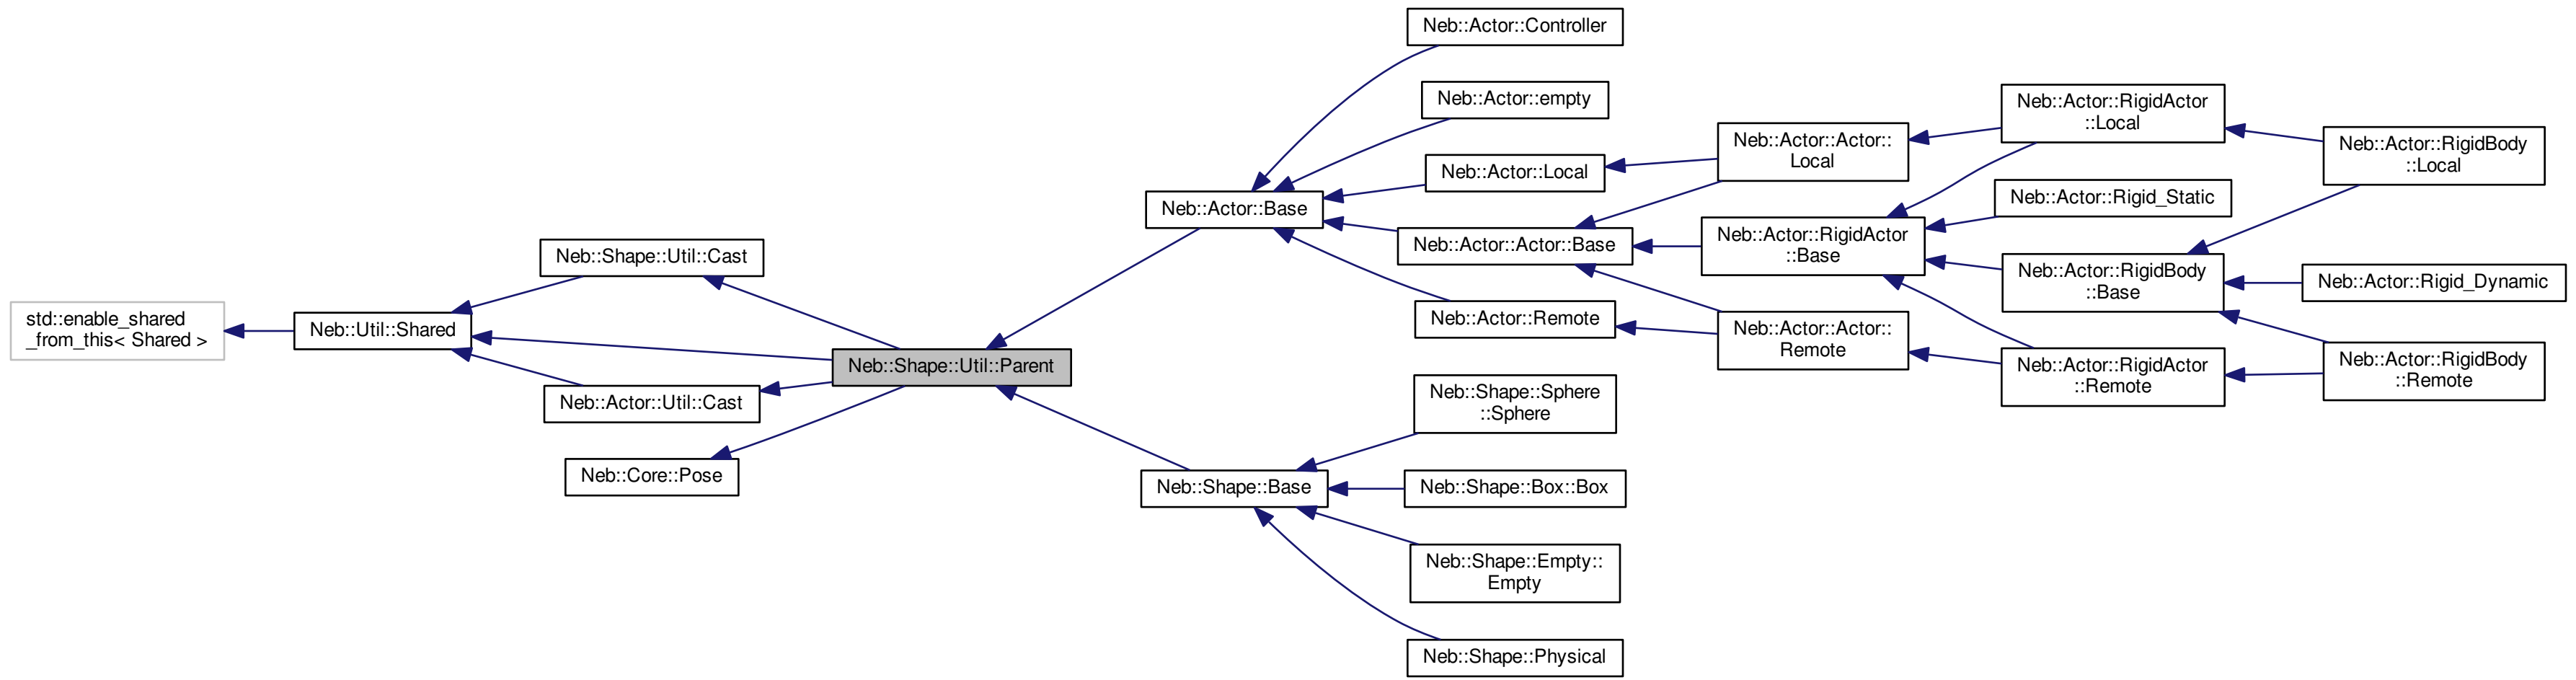 std::enable_shared
_from_this< Shared >
Neb::Util::Shared
Neb::Shape::Util::Cast
Neb::Actor::Util::Cast
Neb::Core::Pose
Neb::Shape::Util::Parent
Neb::Actor::Base
Neb::Shape::Base
Neb::Actor::Controller
Neb::Actor::empty
Neb::Actor::Local
Neb::Actor::Actor::Base
Neb::Actor::Remote
Neb::Shape::Sphere
::Sphere
Neb::Shape::Box::Box
Neb::Shape::Empty::
Empty
Neb::Shape::Physical
Neb::Actor::Actor::
Local
Neb::Actor::RigidActor
::Base
Neb::Actor::Actor::
Remote
Neb::Actor::RigidActor
::Local
Neb::Actor::Rigid_Static
Neb::Actor::RigidBody
::Base
Neb::Actor::RigidActor
::Remote
Neb::Actor::RigidBody
::Local
Neb::Actor::Rigid_Dynamic
Neb::Actor::RigidBody
::Remote